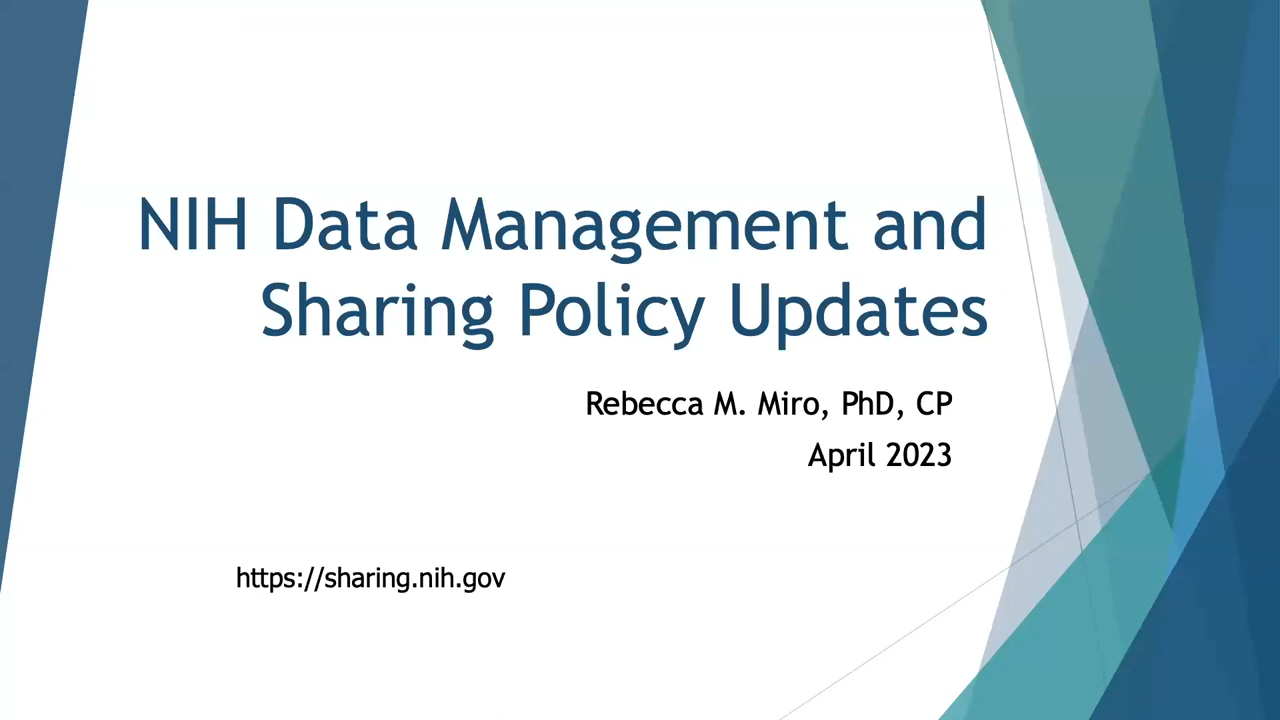 NIH Data Management and
Sharing Policy Updates
Rebecca M. Miro, PhD, CP
April 2023
https://sharing.nih.gov